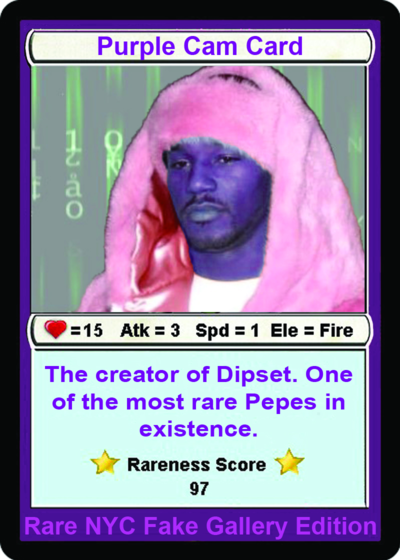 Purple Cam Card
=15 Atk = 3 Spd = 1 Ele = Fire
The creator of Dipset. One
of the most rare Pepes in
existence.
Rareness Score
97
Rare NYC Fake Gallery Edition